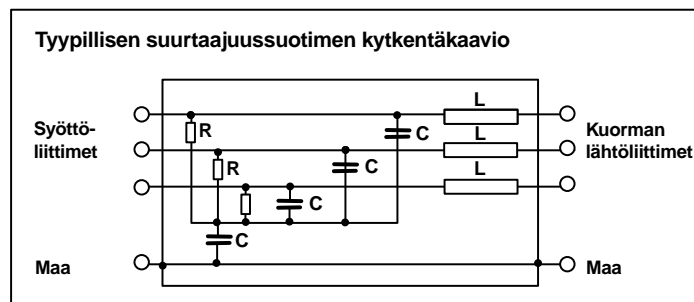 Tyypillisen suurtaajuussuotimen kytkentäkaavio
L
Syöttö-
liittimet
R
C
L
Kuorman
lähtöliittimet
R
C
L
C
C
Maa
Maa